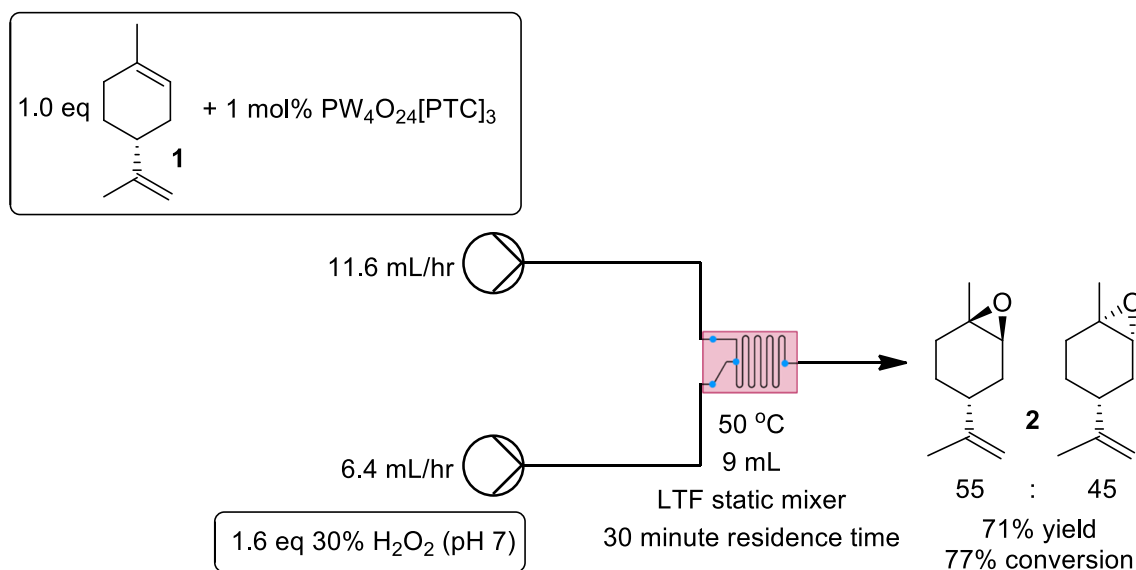 1.0 eq + 1 mol% PW₄O₂₄[PTC]₃
1
11.6 mL/hr
6.4 mL/hr
1.6 eq 30% H₂O₂ (pH 7)
50 °C
9 mL
LTF static mixer
30 minute residence time
O O
2
55 : 45
71% yield
77% conversion